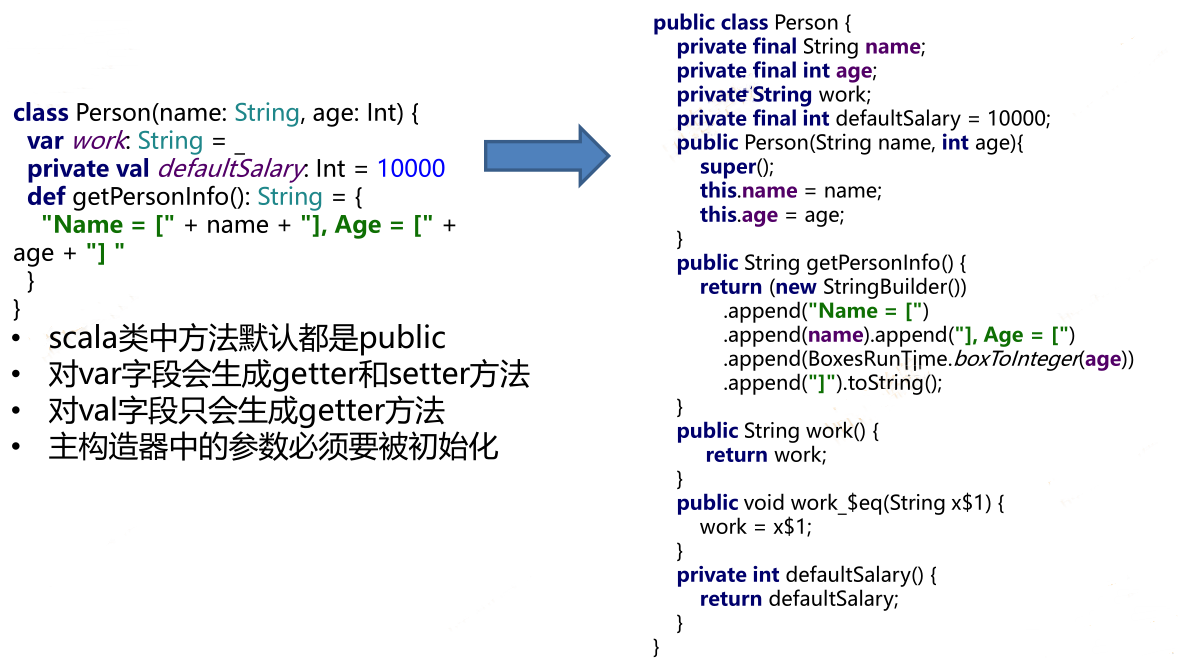 class Person(name: String, age: Int) {
var work: String = _
private val defaultSalary: Int = 10000
def getPersonInfo(): String = {
"Name = [" + name + "], Age = [" +
age + "] "
}
}
• scala类中方法默认都是public
• 对var字段会生成getter和setter方法
• 对val字段只会生成getter方法
• 主构造器中的参数必须要被初始化
public class Person {
private final String name;
private final int age;
private String work;
private final int defaultSalary = 10000;
public Person(String name, int age){
super();
this.name = name;
this.age = age;
}
public String getPersonInfo() {
return (new StringBuilder())
.append("Name = [")
.append(name).append("], Age = [")
.append(BoxesRunTime.boxToInteger(age))
.append("]").toString();
}
public String work() {
return work;
}
public void work_$eq(String x$1) {
work = x$1;
}
private int defaultSalary() {
return defaultSalary;
}
}